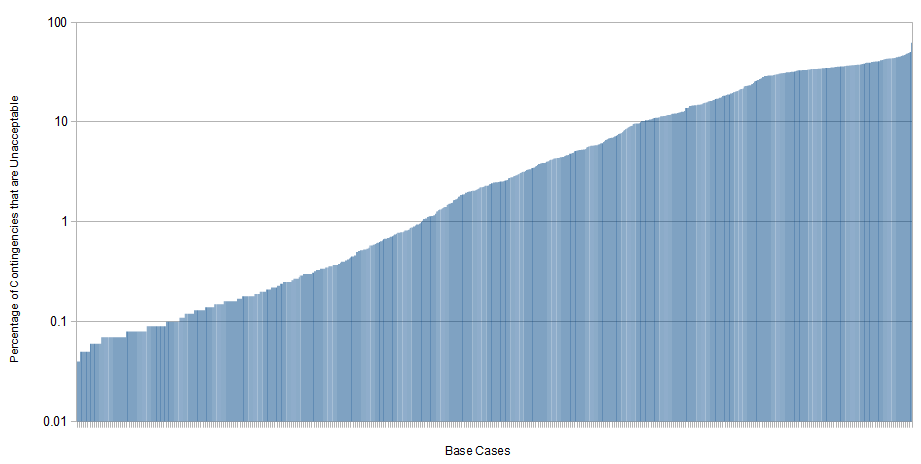 100
10
1
0.1
0.01
Percentage of Contingencies that are Unacceptable
Base Cases